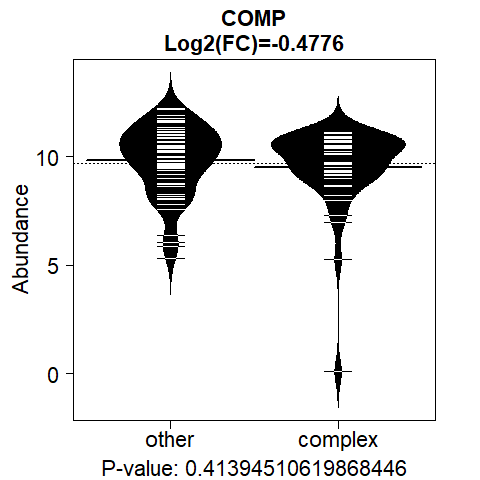 COMP
Log2(FC)=-0.4776
Abundance
10
5
0
other complex
P-value: 0.41394510619868446